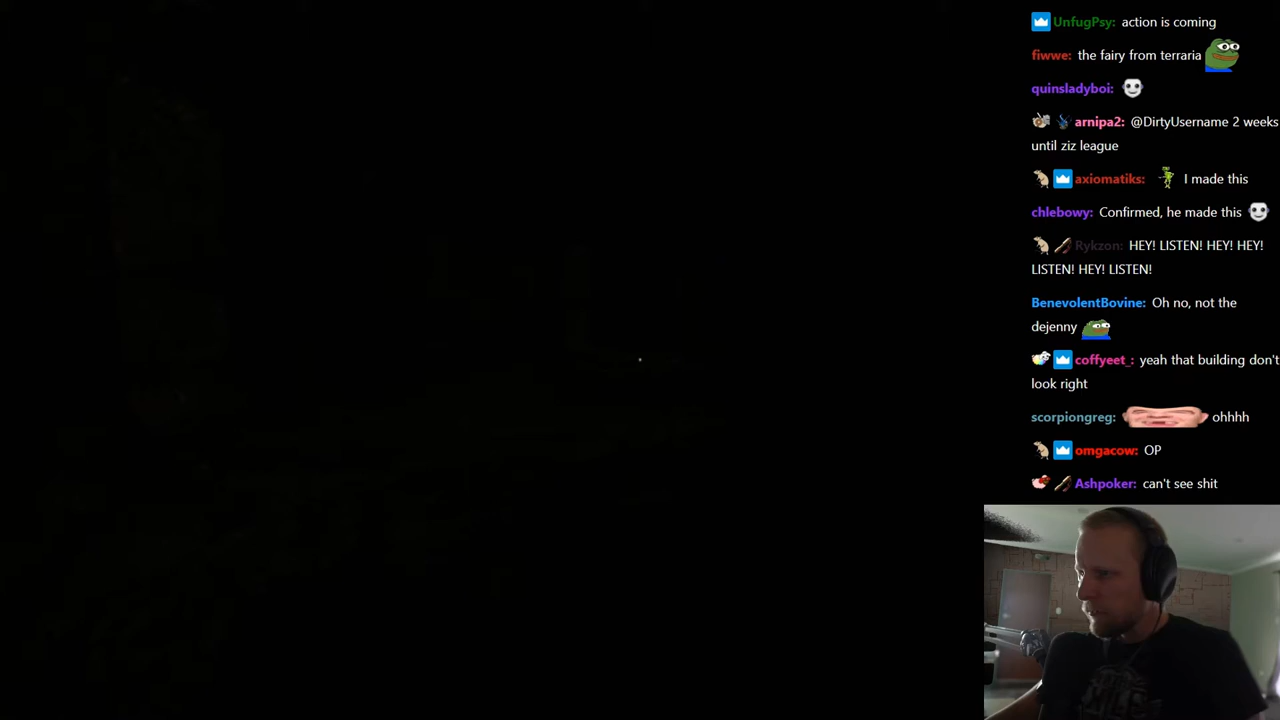 UnfugPsy: action is coming
fiwwe: the fairy from terraria
quinsladyboi:
arnipa2: @DirtyUsername 2 weeks
until ziz league
axiomatiks: I made this
chlebowy: Confirmed, he made this
Rykzon: HEY! LISTEN! HEY! HEY!
LISTEN! HEY! LISTEN!
BenevolentBovine: Oh no, not the
dejenny
coffyeet_: yeah that building don't
look right
scorpiongreg: ohhhh
omgacow: OP
Ashpoker: can't see shit